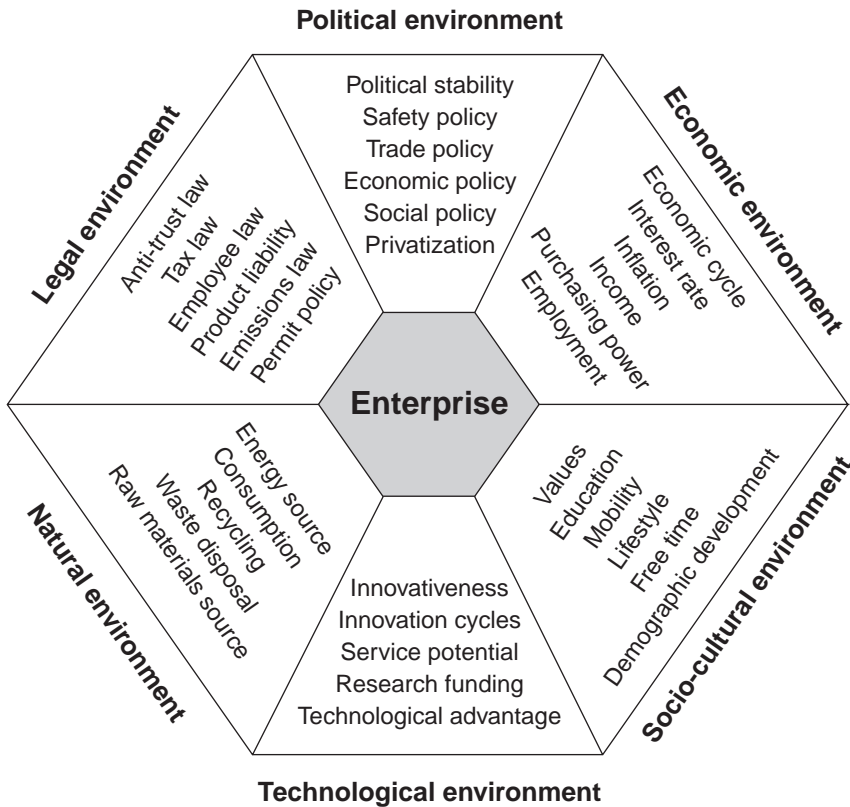 Political environment
Political stability
Safety policy
Trade policy
Economic policy
Social policy
Privatization
Economic environment
Economic cycle
Interest rate
Inflation
Income
Purchasing power
Employment
Socio-cultural environment
Values
Education
Mobility
Lifestyle
Free time
Demographic development
Technological environment
Innovativeness
Innovation cycles
Service potential
Research funding
Technological advantage
Natural environment
Energy source
Consumption
Recycling
Waste disposal
Raw materials source
Legal environment
Anti-trust law
Tax law
Employee law
Product liability
Emissions law
Permit policy
Enterprise